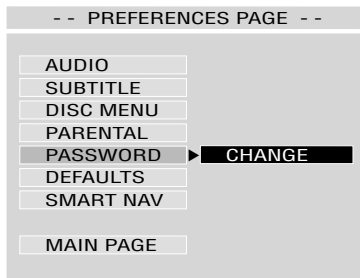 - - PREFERENCES PAGE - -
AUDIO
SUBTITLE
DISC MENU
PARENTAL
PASSWORD CHANGE
DEFAULTS
SMART NAV
MAIN PAGE